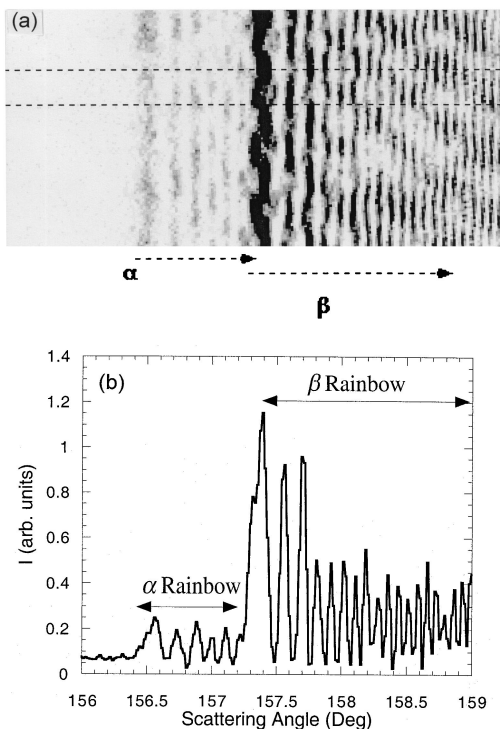 (a)
α
β
(b)
β Rainbow
α Rainbow
I (arb. units)
1.4
1.2
1
0.8
0.6
0.4
0.2
0
156 156.5 157 157.5 158 158.5 159
Scattering Angle (Deg)